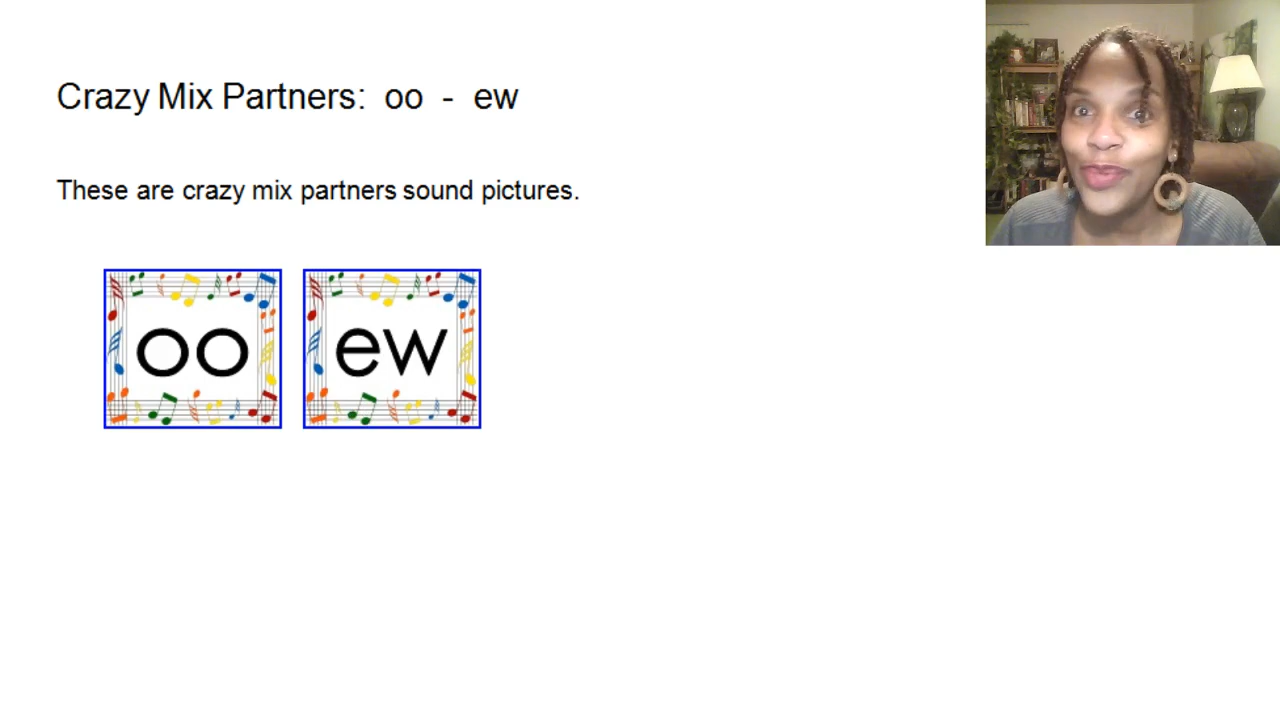 Crazy Mix Partners: oo - ew
These are crazy mix partners sound pictures.
oo ew